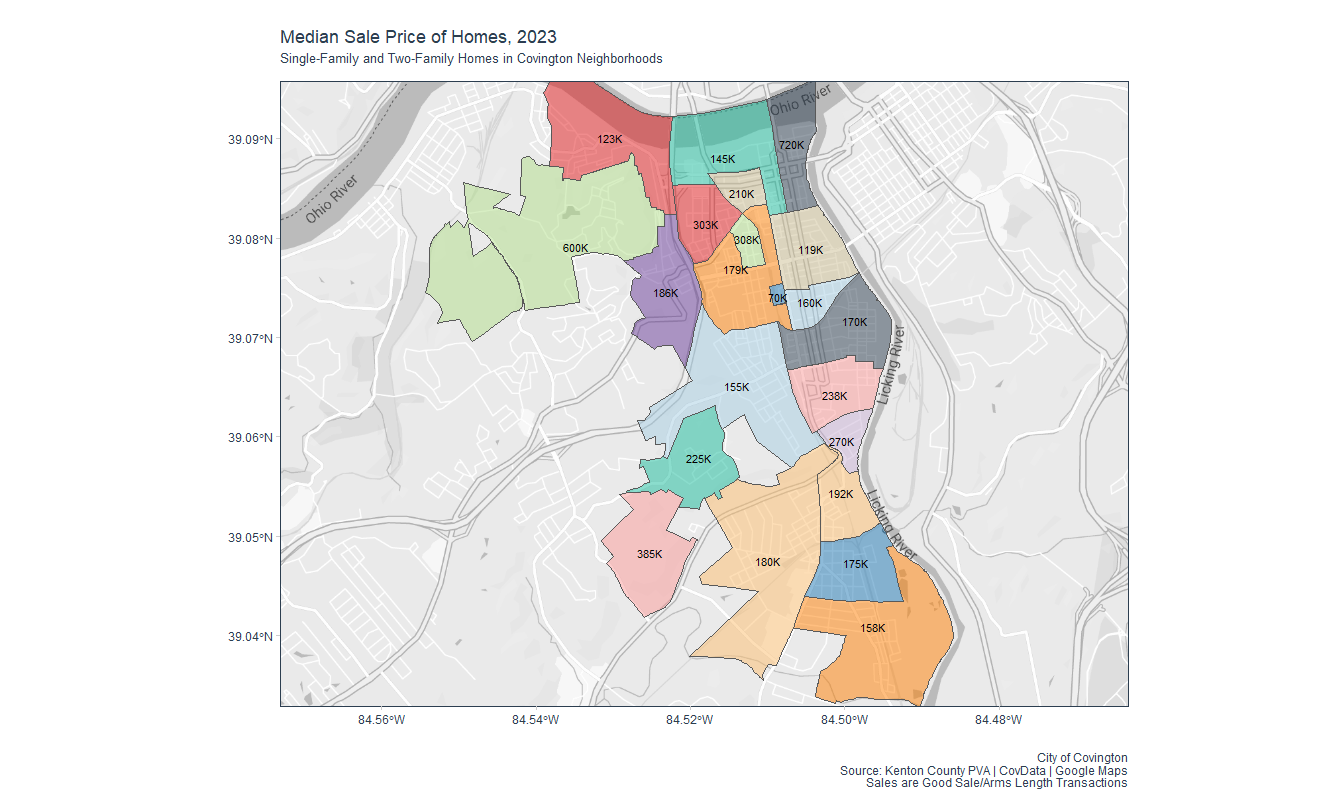 Median Sale Price of Homes, 2023
Single-Family and Two-Family Homes in Covington Neighborhoods
Ohio River
39.09°N
123K
720K
145K
Ohio River
210K
303K
39.08°N
308K
600K
119K
179K
186K
70K
160K
170K
39.07°N
Licking River
155K
238K
39.06°N
270K
225K
192K
Licking River
39.05°N
385K
180K
175K
158K
39.04°N
84.56°W
84.54°W
84.52°W
84.50°W
84.48°W
City of Covington
Source: Kenton County PVA | CovData | Google Maps
Sales are Good Sale/Arms Length Transactions